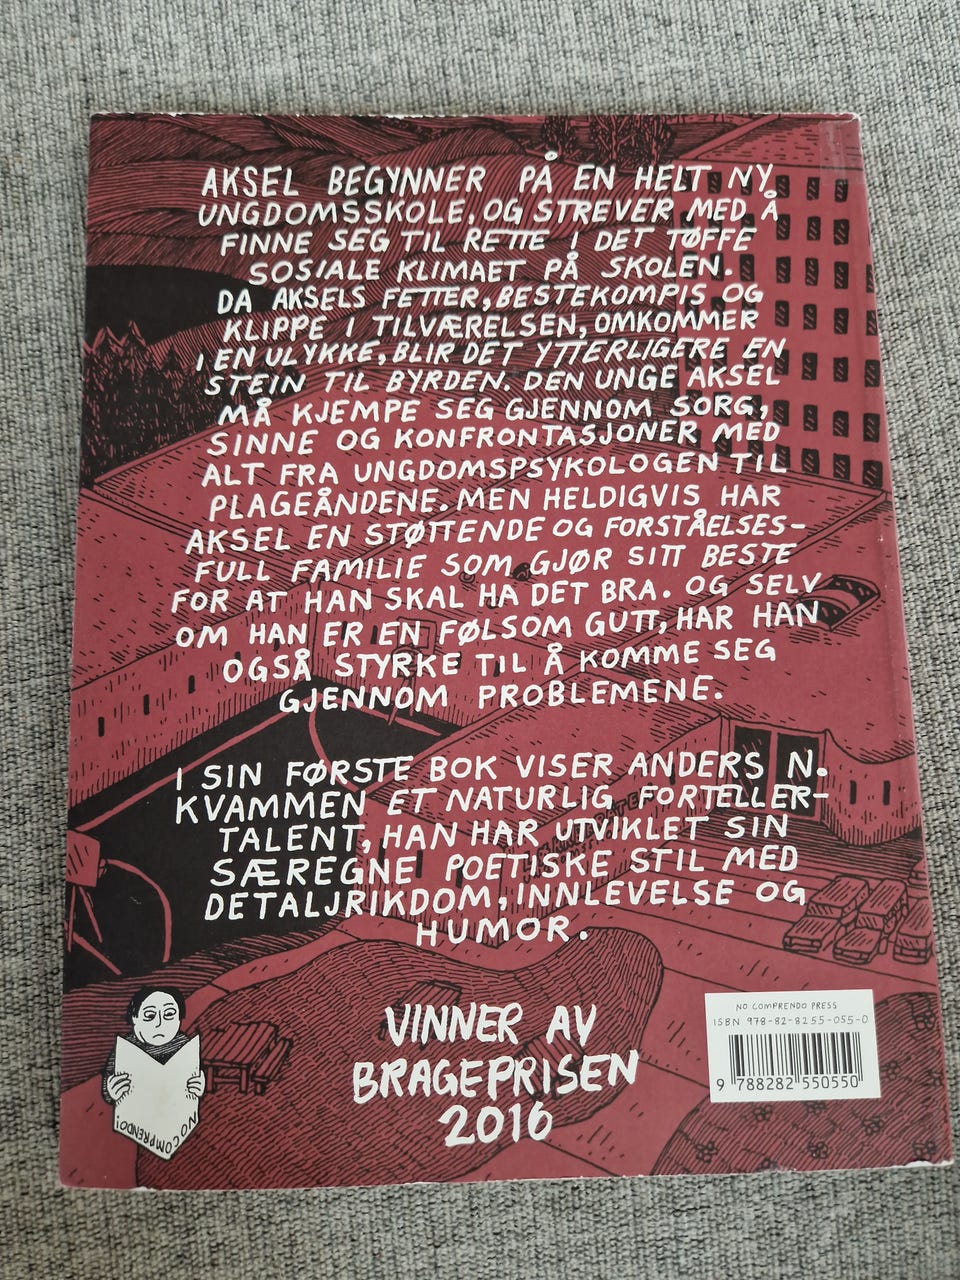 AKSEL BEGYNNER PÅ EN HELT NY
UNGDOMSSKOLE, OG STREVER MED Å
FINNE SEG TIL RETTE I DET TØFFE
SOSIALE KLIMAET PÅ SKOLEN.
DA AKSELS FETTER, BESTEKOMPIS OG
KLIPPE I TILVÆRELSEN, OMKOMMER
I EN ULYKKE, BLIR DET YTTERLIGERE EN
STEIN TIL BYRDEN. DEN UNGE AKSEL
MÅ KJEMPE SEG GJENNOM SORG,
SINNE OG KONFRONTASJONER MED
ALT FRA UNGDOMSPSYKOLOGEN TIL
PLAGEÅNDENE. MEN HELDIGVIS HAR
AKSEL EN STØTTENDE OG FORSTÅELSES-
FULL FAMILIE SOM GJØR SITT BESTE
FOR AT HAN SKAL HA DET BRA. OG SELV
OM HAN ER EN FØLSOM GUTT, HAR HAN
OGSÅ STYRKE TIL Å KOMME SEG
GJENNOM PROBLEMENE.
I SIN FØRSTE BOK VISER ANDERS N.
KVAMMEN ET NATURLIG FORTELLER-
TALENT, HAN HAR UTVIKLET SIN
SÆREGNE POETISKE STIL MED
DETALJRIKDOM, INNLEVELSE OG
HUMOR.
VINNER AV
BRAGEPRISEN
2016
NO COMPRENDO!
NO COMPRENDO PRESS
ISBN 978-82-8255-055-0
9 788282 550550